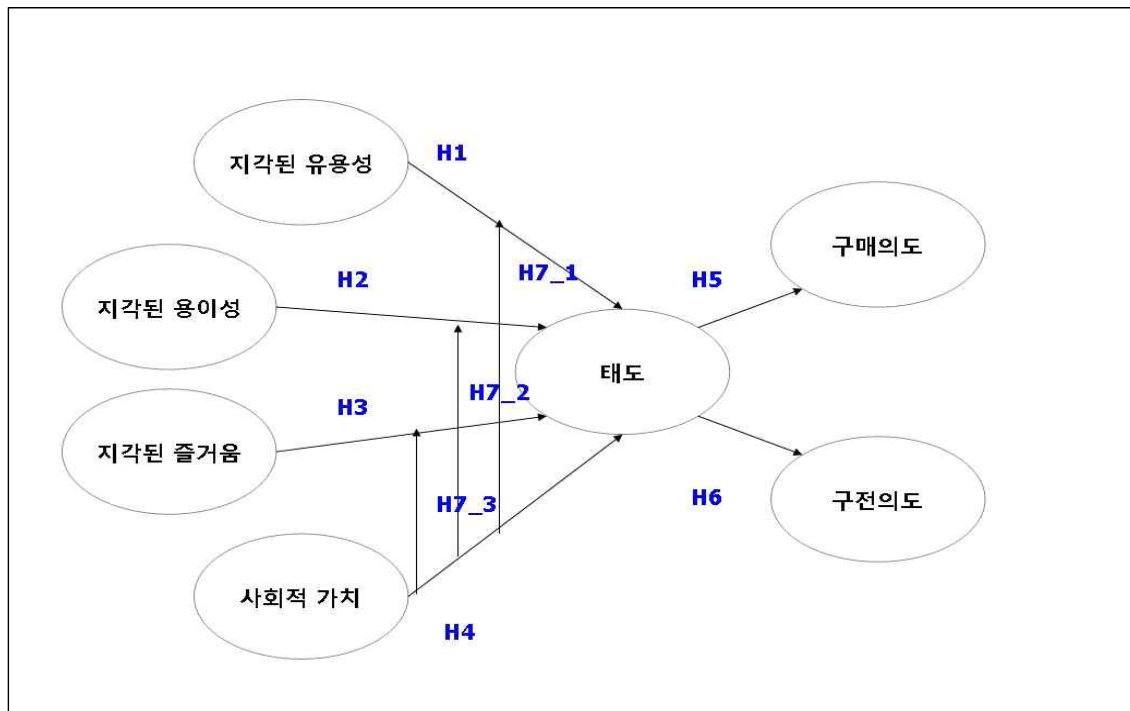 H1
지각된 유용성
구매의도
H7_1
H2
H5
지각된 용이성
태도
H7_2
H3
지각된 즐거움
H7_3
H6
구전의도
사회적 가치
H4